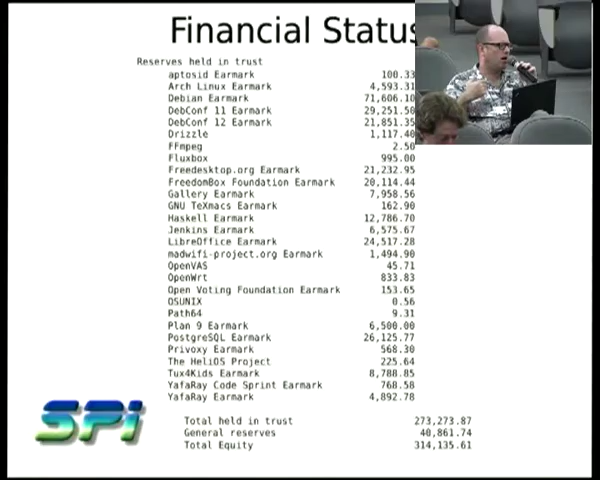 Financial Status
Reserves held in trust
aptosid Earmark 100.33
Arch Linux Earmark 4,593.31
Debian Earmark 71,606.10
DebConf 11 Earmark 29,251.50
DebConf 12 Earmark 21,851.35
Drizzle 1,117.40
FFmpeg 2.50
Fluxbox 995.00
Freedesktop.org Earmark 21,232.95
FreedomBox Foundation Earmark 20,114.44
Gallery Earmark 7,958.56
GNU TeXmacs Earmark 162.90
Haskell Earmark 12,786.70
Jenkins Earmark 6,575.67
LibreOffice Earmark 24,517.28
madwifi-project.org Earmark 1,494.90
OpenVAS 45.71
OpenWrt 833.83
Open Voting Foundation Earmark 153.65
OSUNIX 0.56
Path64 9.31
Plan 9 Earmark 6,500.00
PostgreSQL Earmark 26,125.77
Privoxy Earmark 568.30
The HeliOS Project 225.64
Tux4Kids Earmark 8,788.85
YafaRay Code Sprint Earmark 768.58
YafaRay Earmark 4,892.78
Total held in trust 273,273.87
General reserves 40,861.74
Total Equity 314,135.61
SPi